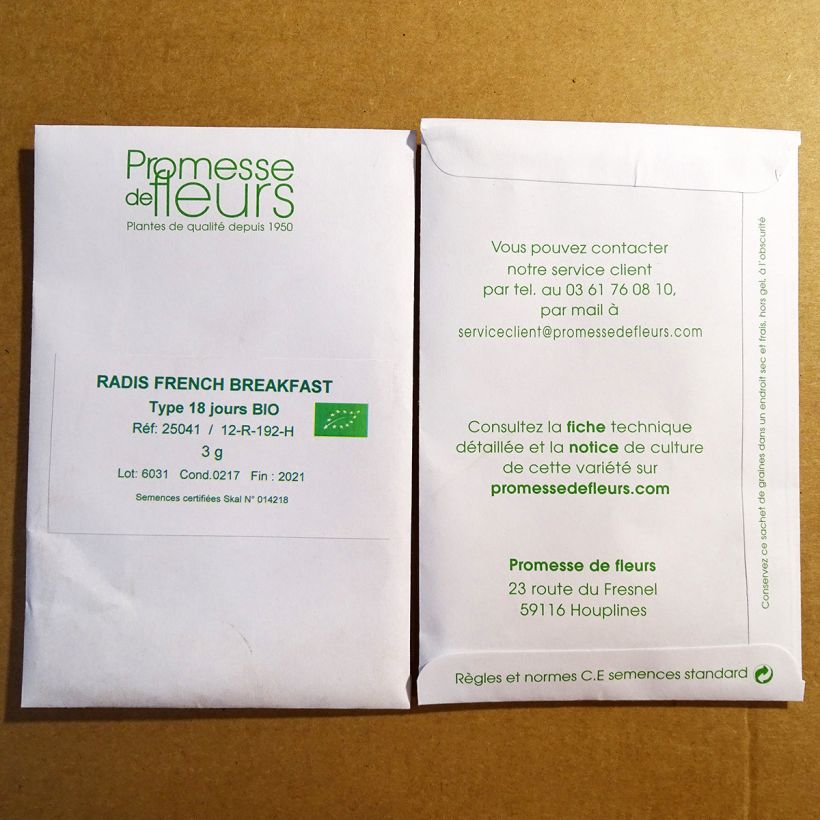 Promesse
de fleurs
Plantes de qualité depuis 1950
RADIS FRENCH BREAKFAST
Type 18 jours BIO
Réf: 25041 / 12-R-192-H
3 g
Lot: 6031 Cond.0217 Fin : 2021
Semences certifiées Skal N° 014218
Vous pouvez contacter
notre service client
par tel. au 03 61 76 08 10,
par mail à
serviceclient@promessedefleurs.com
Consultez la fiche technique
détaillée et la notice de culture
de cette variété sur
promessedefleurs.com
Promesse de fleurs
23 route du Fresnel
59116 Houplines
Règles et normes C.E semences standard
Conservez ce sachet de graines dans un endroit sec et frais, hors gel, à l'obscurité